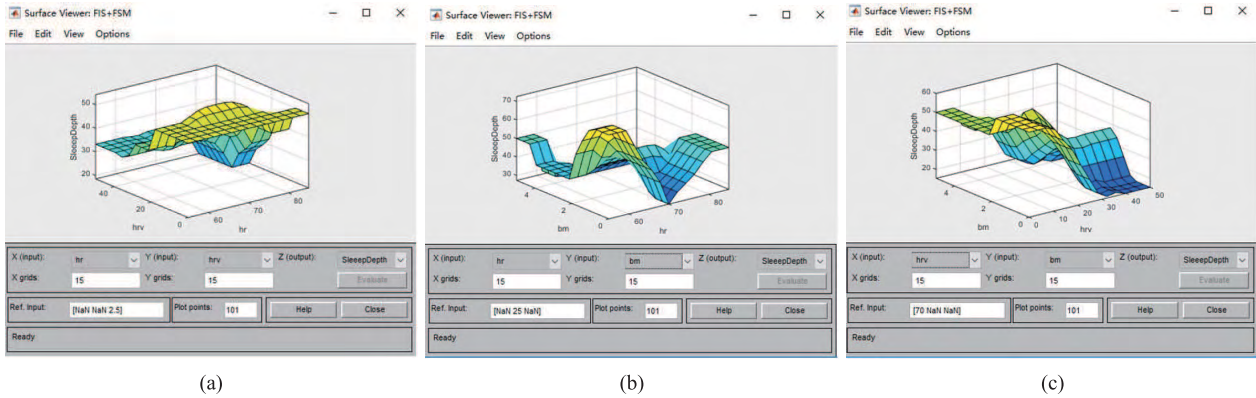 Surface Viewer: FIS+FSM
File Edit View Options
SleeepDepth
50
40
30
20
40
20
0
hrv
60
70
80
hr
X (input): hr Y (input): hrv Z (output): SleeepDepth
X grids: 15 Y grids: 15 Evaluate
Ref. Input: [NaN NaN 2.5] Plot points: 101 Help Close
Ready
(a)
Surface Viewer: FIS+FSM
File Edit View Options
SleeepDepth
70
60
50
40
30
4
2
0
bm
60
70
80
hr
X (input): hr Y (input): bm Z (output): SleeepDepth
X grids: 15 Y grids: 15 Evaluate
Ref. Input: [NaN 25 NaN] Plot points: 101 Help Close
Ready
(b)
Surface Viewer: FIS+FSM
File Edit View Options
SleeepDepth
60
50
40
30
20
4
2
0
bm
0
10
20
30
40
50
hrv
X (input): hrv Y (input): bm Z (output): SleeepDepth
X grids: 15 Y grids: 15 Evaluate
Ref. Input: [70 NaN NaN] Plot points: 101 Help Close
Ready
(c)